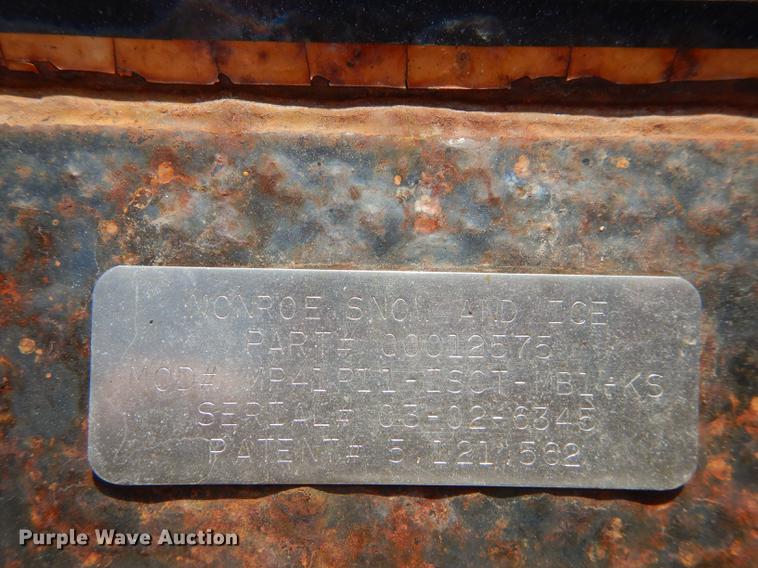 MONROE SNOW AND ICE
PART# 00012575
MOD# MP41R11-ISCT-MB1-KS
SERIAL# 03-02-6345
PATENT# 5,121,562
Purple Wave Auction